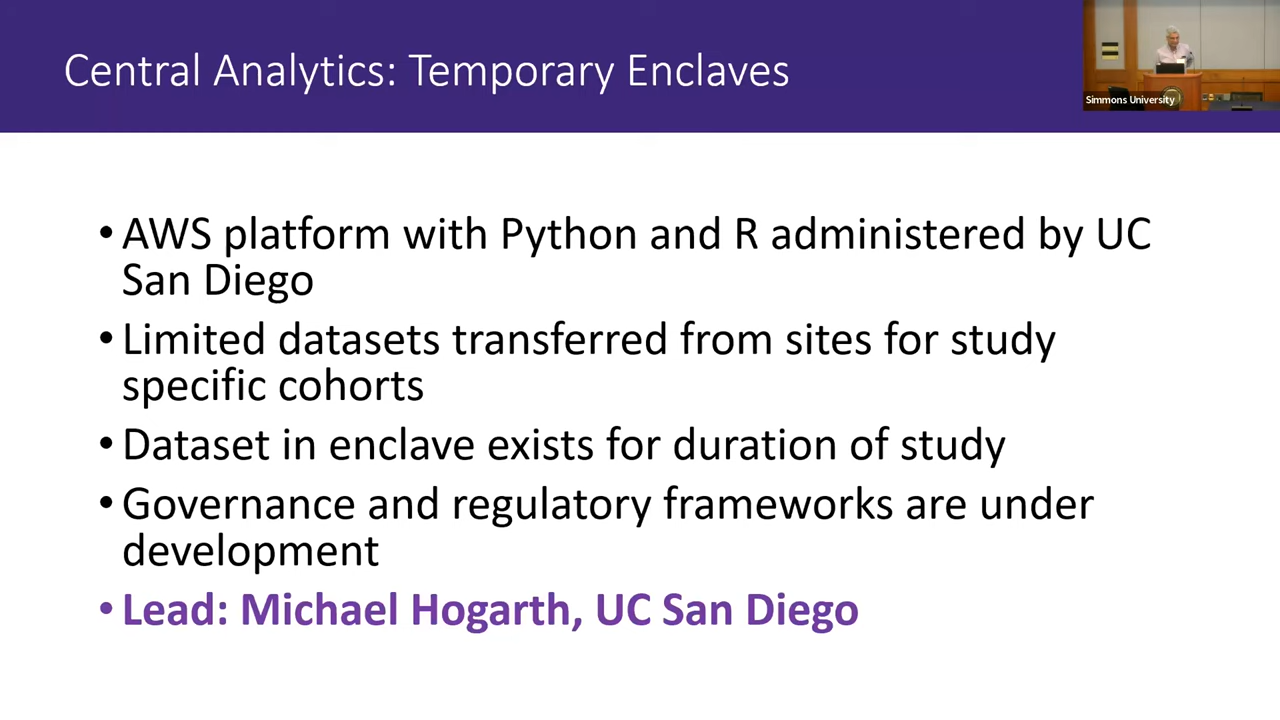 Central Analytics: Temporary Enclaves
Simmons University
•AWS platform with Python and R administered by UC
San Diego
•Limited datasets transferred from sites for study
specific cohorts
•Dataset in enclave exists for duration of study
•Governance and regulatory frameworks are under
development
•Lead: Michael Hogarth, UC San Diego